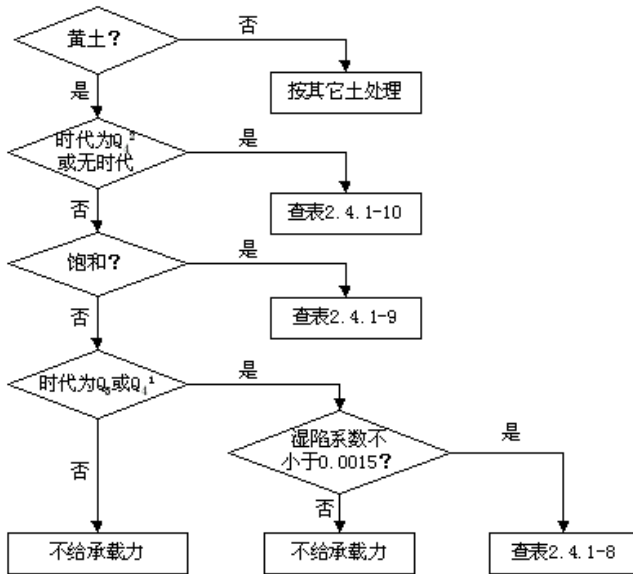 黄土?
否
按其它土处理
是
时代为Q₄²
或无时代
是
查表2.4.1-10
否
饱和?
是
查表2.4.1-9
否
时代为Q₃或Q₄¹
是
湿陷系数不
小于0.0015?
是
否
否
不给承载力
不给承载力
查表2.4.1-8